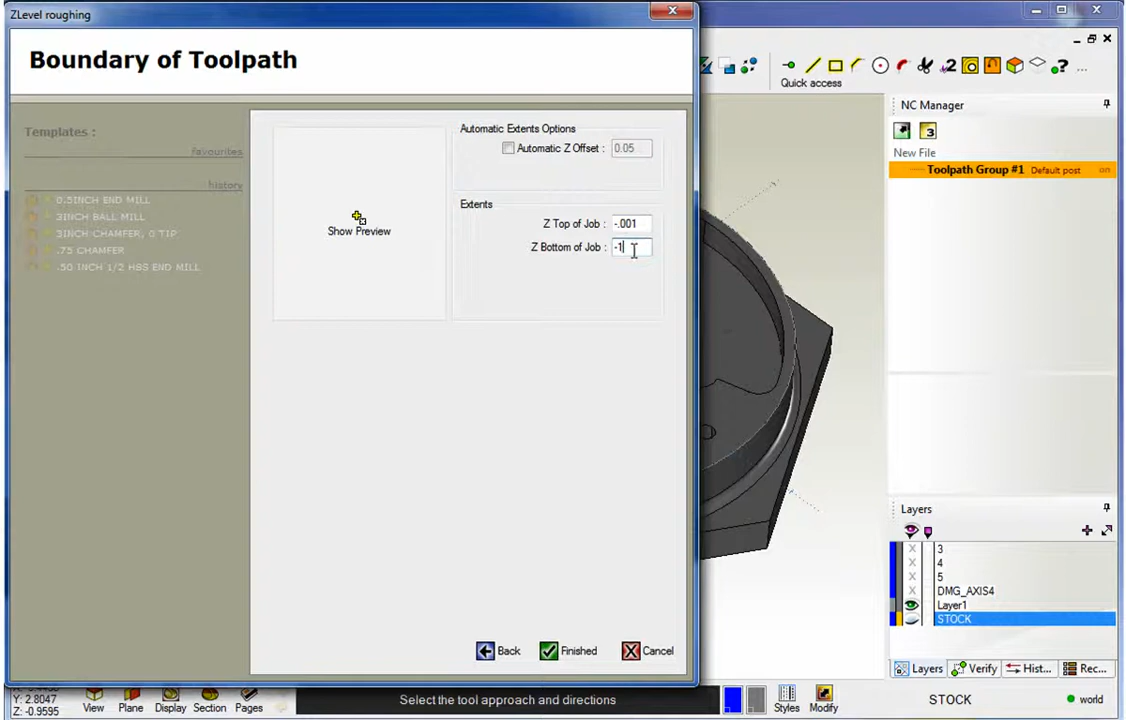 ZLevel roughing
Boundary of Toolpath
Templates :
favourites
history
0.5INCH END MILL
3INCH BALL MILL
3INCH CHAMFER, 0 TIP
.75 CHAMFER
.50 INCH 1/2 HSS END MILL
Show Preview
Automatic Extents Options
Automatic Z Offset : 0.05
Extents
Z Top of Job : -.001
Z Bottom of Job : -1
Back
Finished
Cancel
Quick access
...
NC Manager
3
New File
Toolpath Group #1 Default post on
Layers
X 3
X 4
X 5
X DMG_AXIS4
Layer1
STOCK
Layers
Verify
Hist...
Rec...
Y: 2.8047
Z: -0.9595
View
Plane
Display
Section
Pages
Select the tool approach and directions
Styles
Modify
STOCK
world